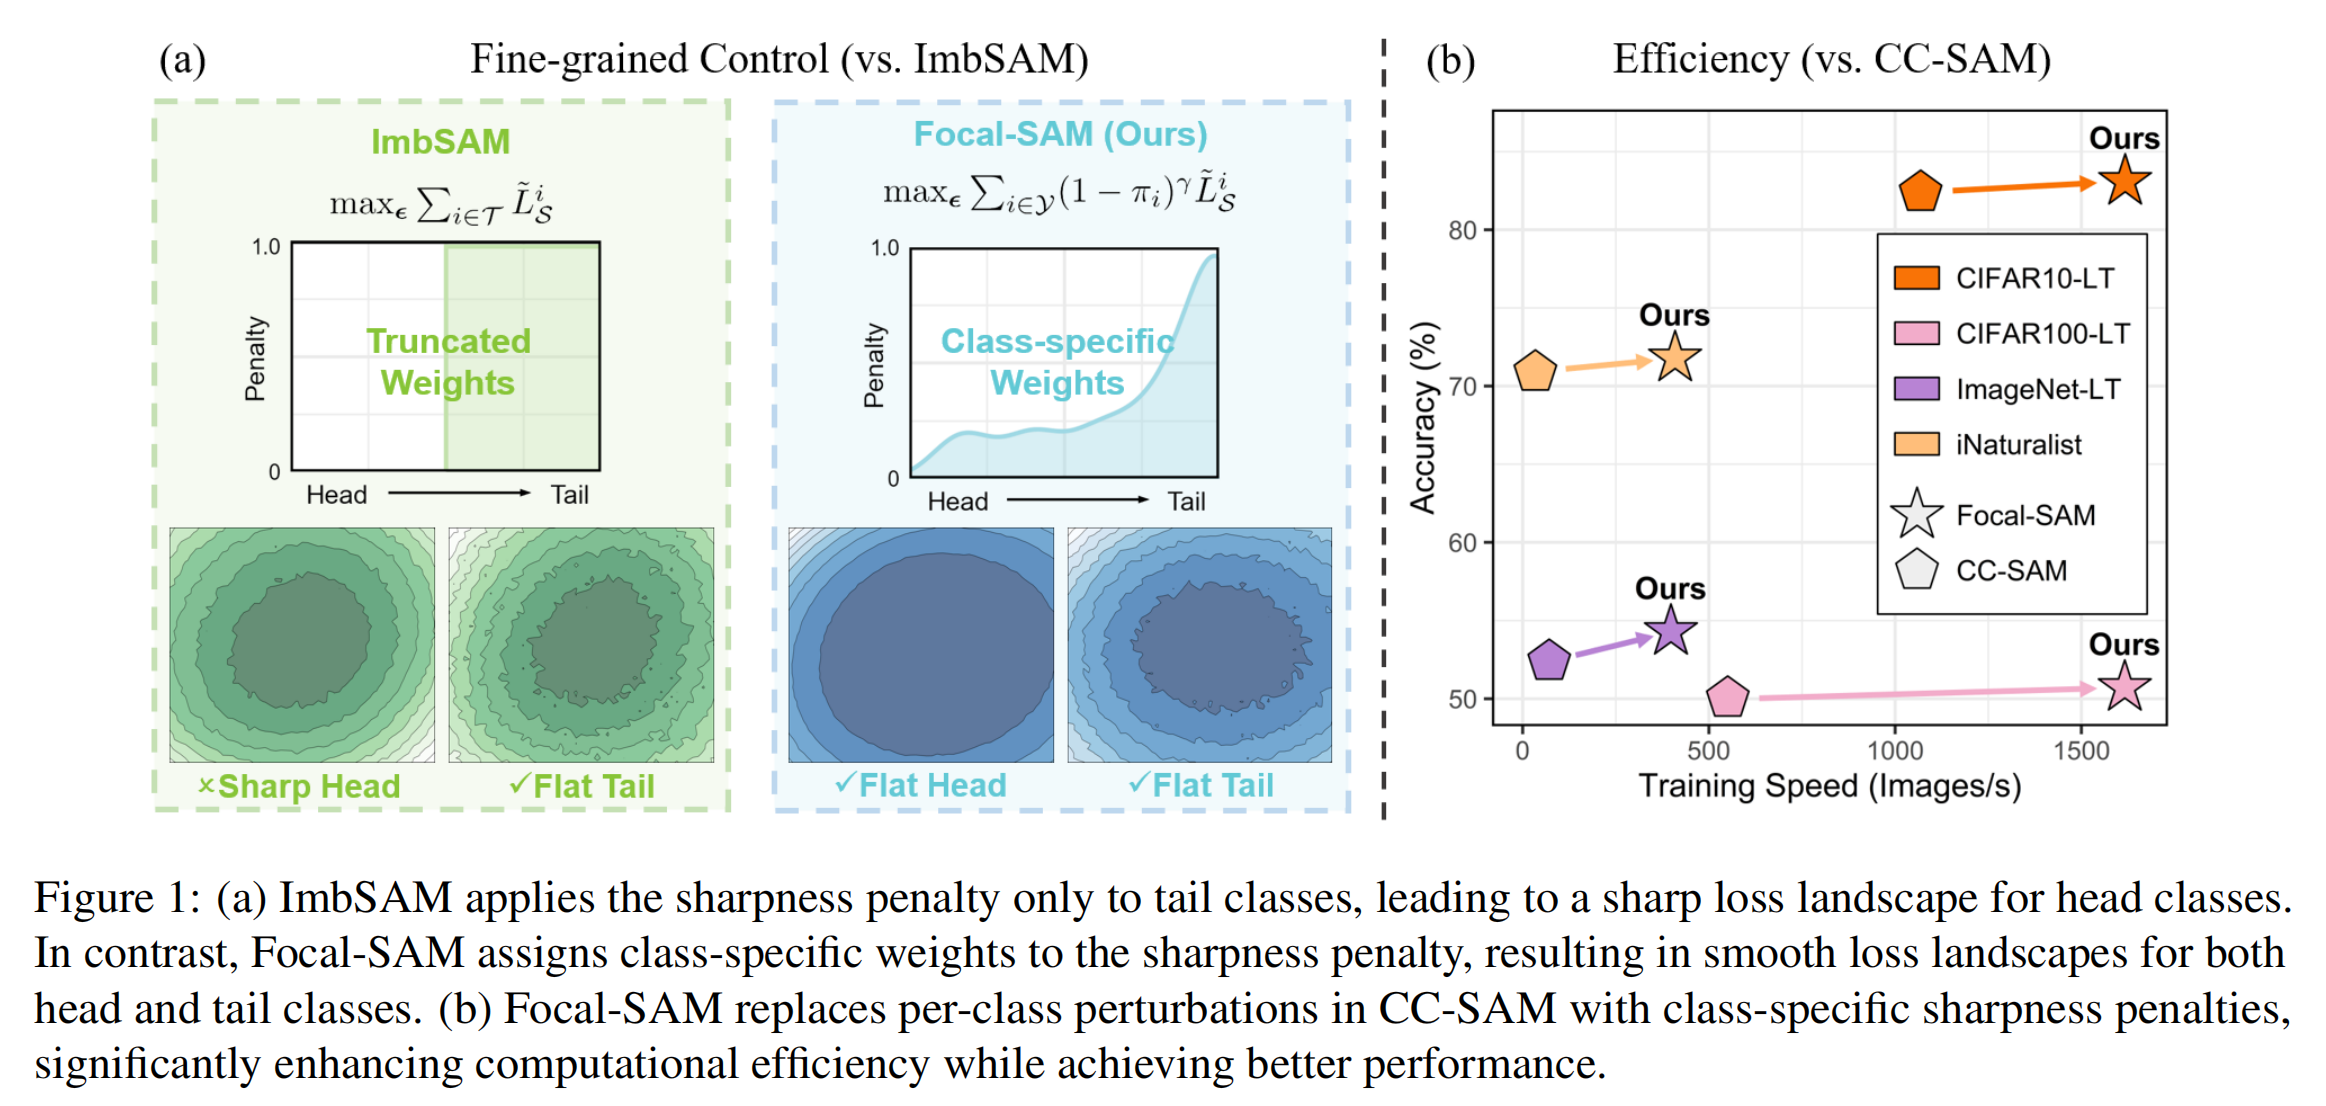 (a) Fine-grained Control (vs. ImbSAM)
ImbSAM
max_ϵ ∑_{i∈𝒯} L̃^i_𝒮
1.0
Penalty
Truncated
Weights
0
Head
Tail
×Sharp Head
✓Flat Tail
Focal-SAM (Ours)
max_ϵ ∑_{i∈𝒴}(1 − π_i)^γ L̃^i_𝒮
1.0
Penalty
Class-specific
Weights
0
Head
Tail
✓Flat Head
✓Flat Tail
(b) Efficiency (vs. CC-SAM)
Accuracy (%)
80
70
60
50
Ours
Ours
Ours
Ours
CIFAR10-LT
CIFAR100-LT
ImageNet-LT
iNaturalist
Focal-SAM
CC-SAM
0 500 1000 1500
Training Speed (Images/s)
Figure 1: (a) ImbSAM applies the sharpness penalty only to tail classes, leading to a sharp loss landscape for head classes.
In contrast, Focal-SAM assigns class-specific weights to the sharpness penalty, resulting in smooth loss landscapes for both
head and tail classes. (b) Focal-SAM replaces per-class perturbations in CC-SAM with class-specific sharpness penalties,
significantly enhancing computational efficiency while achieving better performance.